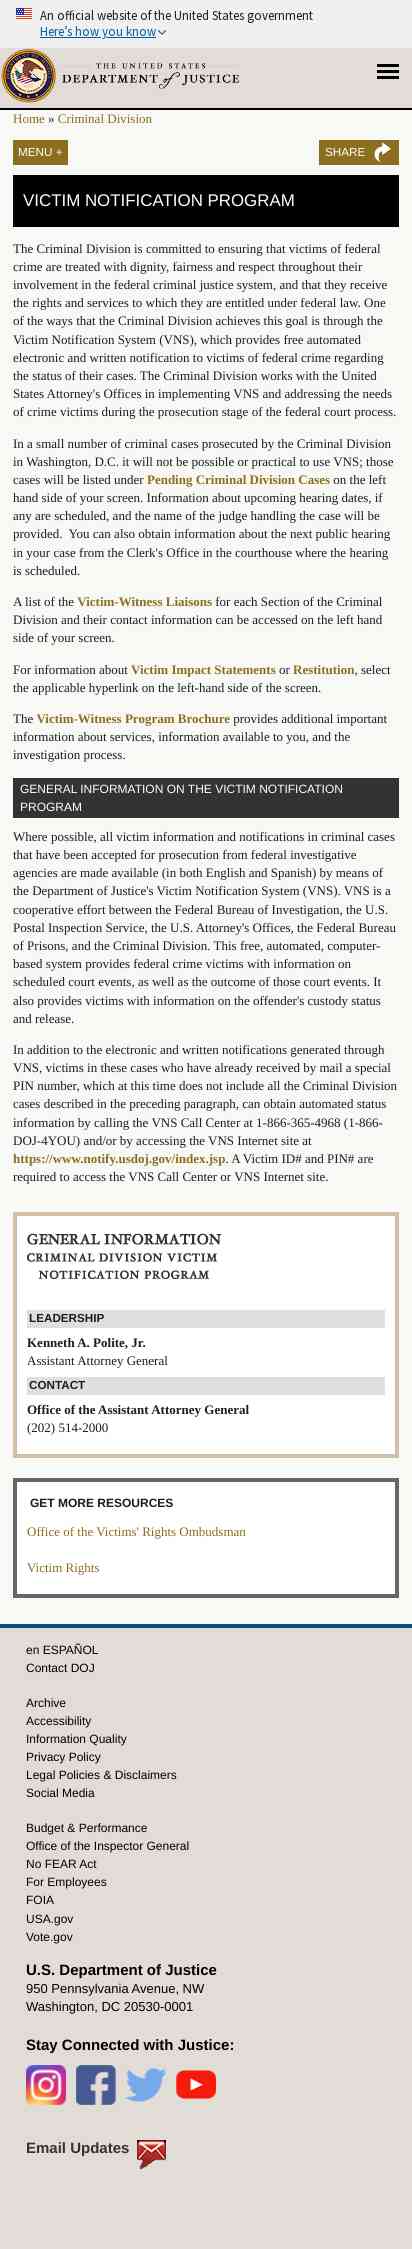 An official website of the United States government
Here's how you know
THE UNITED STATES
DEPARTMENT of JUSTICE
Home » Criminal Division
MENU +
SHARE
VICTIM NOTIFICATION PROGRAM
The Criminal Division is committed to ensuring that victims of federal
crime are treated with dignity, fairness and respect throughout their
involvement in the federal criminal justice system, and that they receive
the rights and services to which they are entitled under federal law. One
of the ways that the Criminal Division achieves this goal is through the
Victim Notification System (VNS), which provides free automated
electronic and written notification to victims of federal crime regarding
the status of their cases. The Criminal Division works with the United
States Attorney's Offices in implementing VNS and addressing the needs
of crime victims during the prosecution stage of the federal court process.
In a small number of criminal cases prosecuted by the Criminal Division
in Washington, D.C. it will not be possible or practical to use VNS; those
cases will be listed under Pending Criminal Division Cases on the left
hand side of your screen. Information about upcoming hearing dates, if
any are scheduled, and the name of the judge handling the case will be
provided.  You can also obtain information about the next public hearing
in your case from the Clerk's Office in the courthouse where the hearing
is scheduled.
A list of the Victim-Witness Liaisons for each Section of the Criminal
Division and their contact information can be accessed on the left hand
side of your screen.
For information about Victim Impact Statements or Restitution, select
the applicable hyperlink on the left-hand side of the screen.
The Victim-Witness Program Brochure provides additional important
information about services, information available to you, and the
investigation process.
GENERAL INFORMATION ON THE VICTIM NOTIFICATION
PROGRAM
Where possible, all victim information and notifications in criminal cases
that have been accepted for prosecution from federal investigative
agencies are made available (in both English and Spanish) by means of
the Department of Justice's Victim Notification System (VNS). VNS is a
cooperative effort between the Federal Bureau of Investigation, the U.S.
Postal Inspection Service, the U.S. Attorney's Offices, the Federal Bureau
of Prisons, and the Criminal Division. This free, automated, computer-
based system provides federal crime victims with information on
scheduled court events, as well as the outcome of those court events. It
also provides victims with information on the offender's custody status
and release.
In addition to the electronic and written notifications generated through
VNS, victims in these cases who have already received by mail a special
PIN number, which at this time does not include all the Criminal Division
cases described in the preceding paragraph, can obtain automated status
information by calling the VNS Call Center at 1-866-365-4968 (1-866-
DOJ-4YOU) and/or by accessing the VNS Internet site at
https://www.notify.usdoj.gov/index.jsp. A Victim ID# and PIN# are
required to access the VNS Call Center or VNS Internet site.
GENERAL INFORMATION
CRIMINAL DIVISION VICTIM
NOTIFICATION PROGRAM
LEADERSHIP
Kenneth A. Polite, Jr.
Assistant Attorney General
CONTACT
Office of the Assistant Attorney General
(202) 514-2000
GET MORE RESOURCES
Office of the Victims' Rights Ombudsman
Victim Rights
en ESPAÑOL
Contact DOJ
Archive
Accessibility
Information Quality
Privacy Policy
Legal Policies & Disclaimers
Social Media
Budget & Performance
Office of the Inspector General
No FEAR Act
For Employees
FOIA
USA.gov
Vote.gov
U.S. Department of Justice
950 Pennsylvania Avenue, NW
Washington, DC 20530-0001
Stay Connected with Justice:
Email Updates